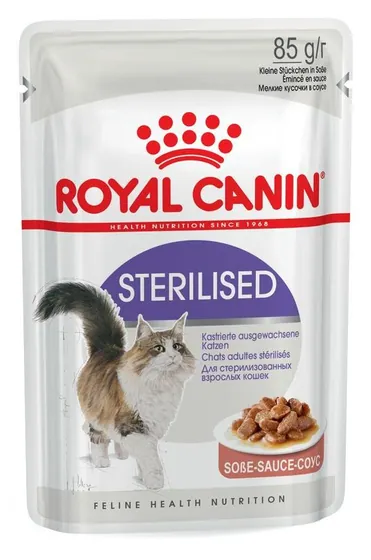 85 g/г
Kleine Stückchen in Soße
Émincé en sauce
Мелкие кусочки в соусе
ROYAL CANIN
HEALTH NUTRITION SINCE 1968
STERILISED
Kastrierte ausgewachsene
Katzen
Chats adultes stérilisés
Для стерилизованных
взрослых кошек
SOßE-SAUCE-СОУС
FELINE HEALTH NUTRITION